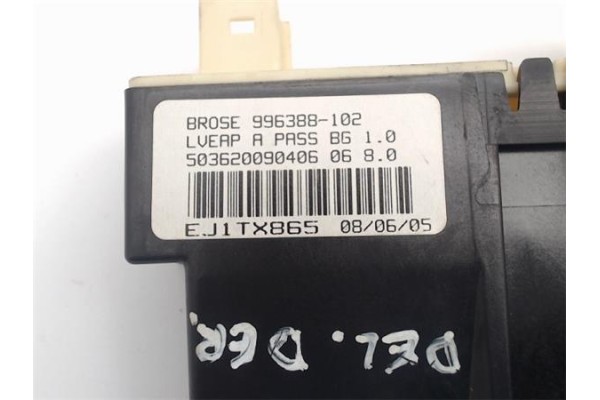 BROSE 996388-102
LVEAP A PASS BG 1.0
503620090406 06 8.0
EJ1TX865 08/06/05
DEL. DER.